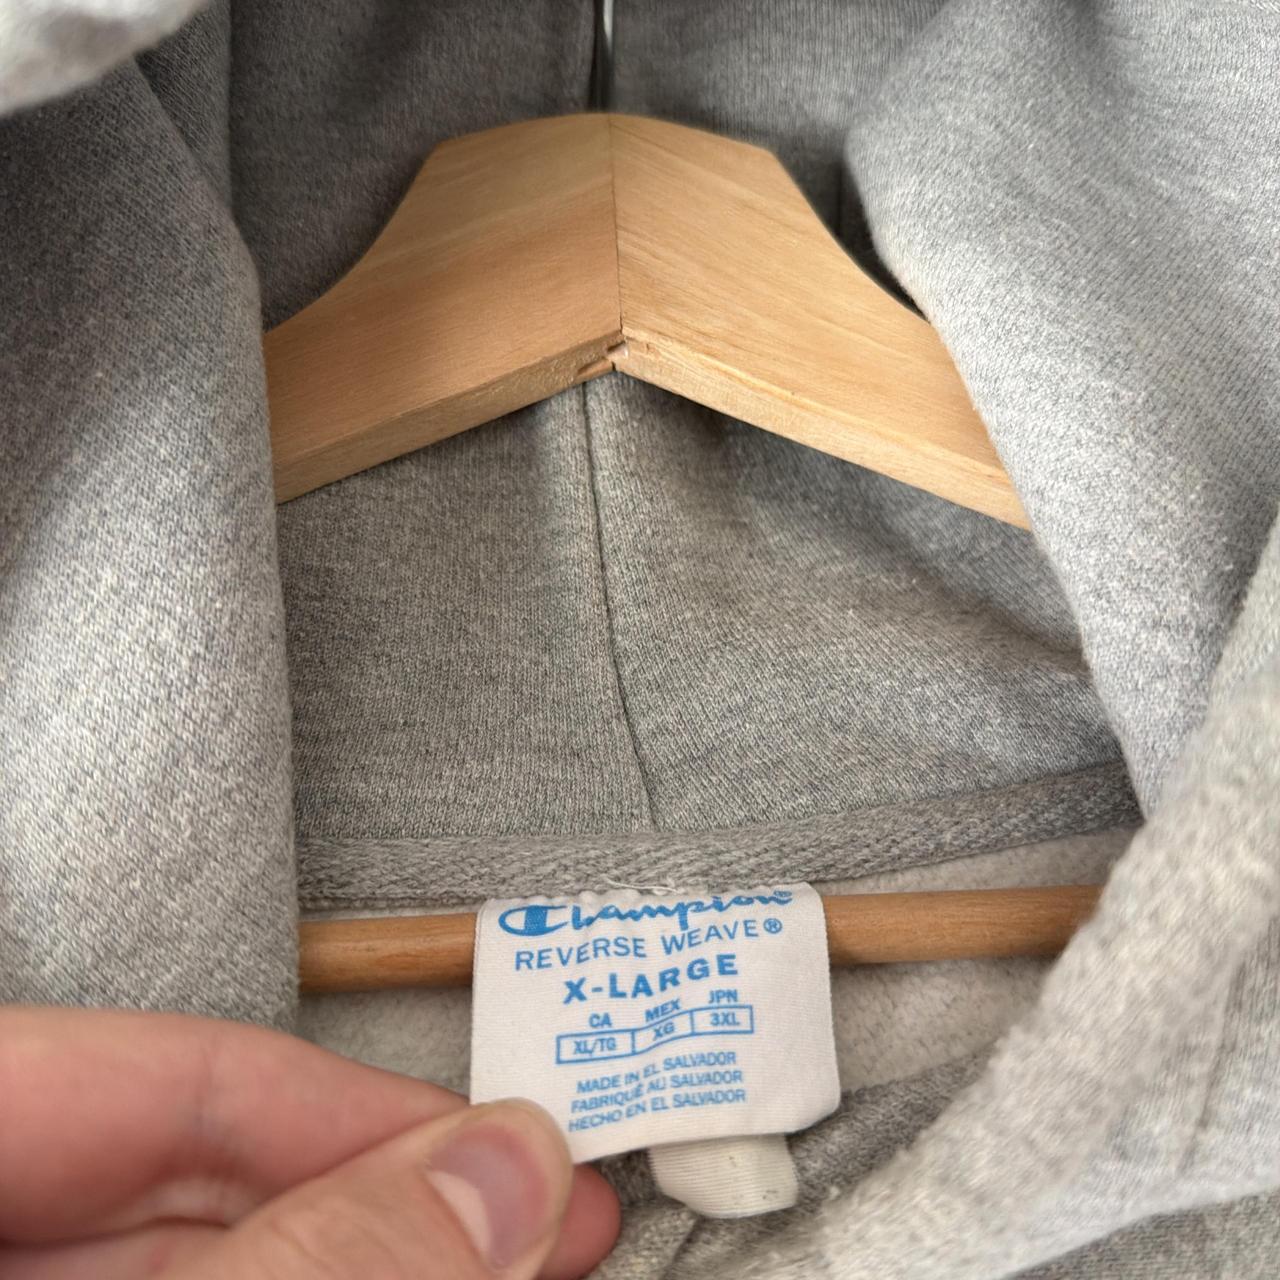 Champion®
REVERSE WEAVE®
X-LARGE
CA MEX JPN
XL/TG XG 3XL
MADE IN EL SALVADOR
FABRIQUÉ AU SALVADOR
HECHO EN EL SALVADOR